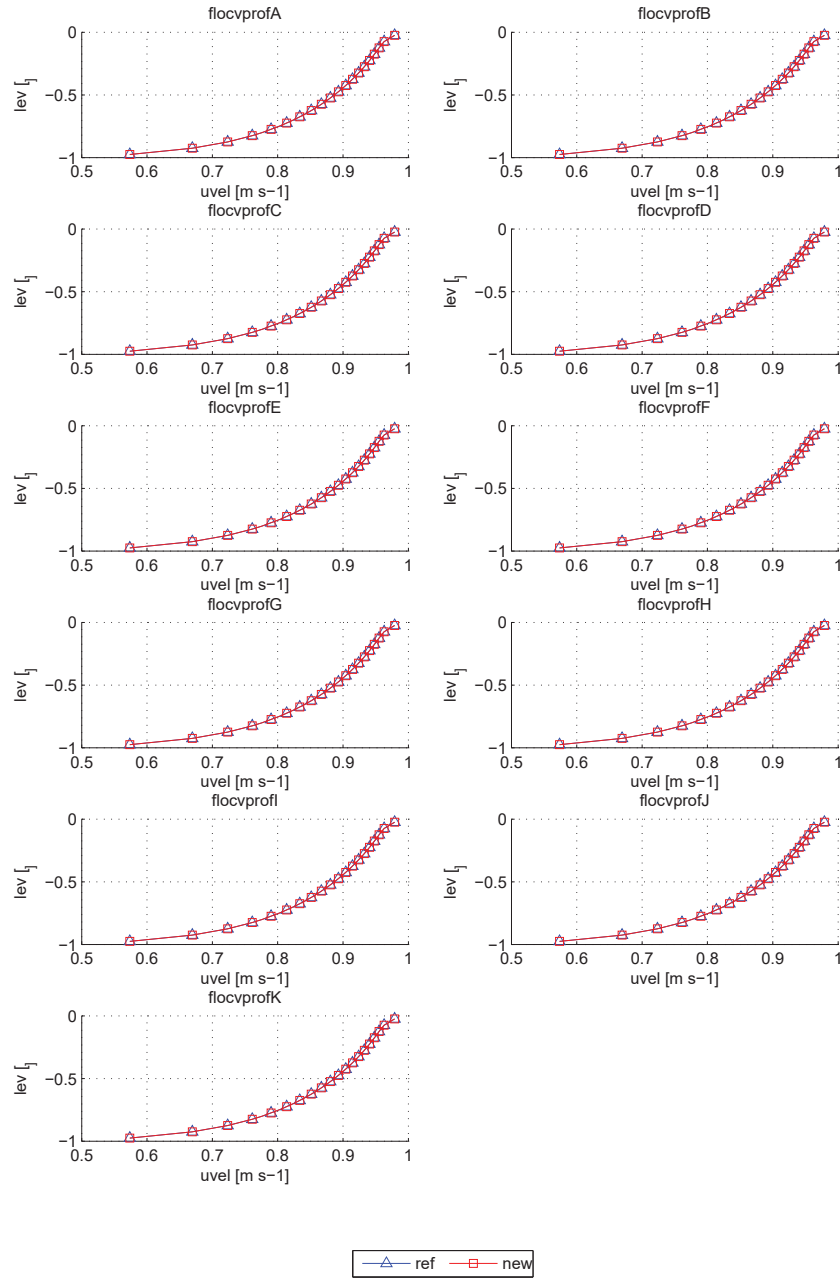 flocvprofA
flocvprofB
0
−0.5
−1
lev [_]
0.5 0.6 0.7 0.8 0.9 1
uvel [m s−1]
0
−0.5
−1
lev [_]
0.5 0.6 0.7 0.8 0.9 1
uvel [m s−1]
flocvprofC
flocvprofD
0
−0.5
−1
lev [_]
0.5 0.6 0.7 0.8 0.9 1
uvel [m s−1]
0
−0.5
−1
lev [_]
0.5 0.6 0.7 0.8 0.9 1
uvel [m s−1]
flocvprofE
flocvprofF
0
−0.5
−1
lev [_]
0.5 0.6 0.7 0.8 0.9 1
uvel [m s−1]
0
−0.5
−1
lev [_]
0.5 0.6 0.7 0.8 0.9 1
uvel [m s−1]
flocvprofG
flocvprofH
0
−0.5
−1
lev [_]
0.5 0.6 0.7 0.8 0.9 1
uvel [m s−1]
0
−0.5
−1
lev [_]
0.5 0.6 0.7 0.8 0.9 1
uvel [m s−1]
flocvprofI
flocvprofJ
0
−0.5
−1
lev [_]
0.5 0.6 0.7 0.8 0.9 1
uvel [m s−1]
0
−0.5
−1
lev [_]
0.5 0.6 0.7 0.8 0.9 1
uvel [m s−1]
flocvprofK
0
−0.5
−1
lev [_]
0.5 0.6 0.7 0.8 0.9 1
uvel [m s−1]
ref new